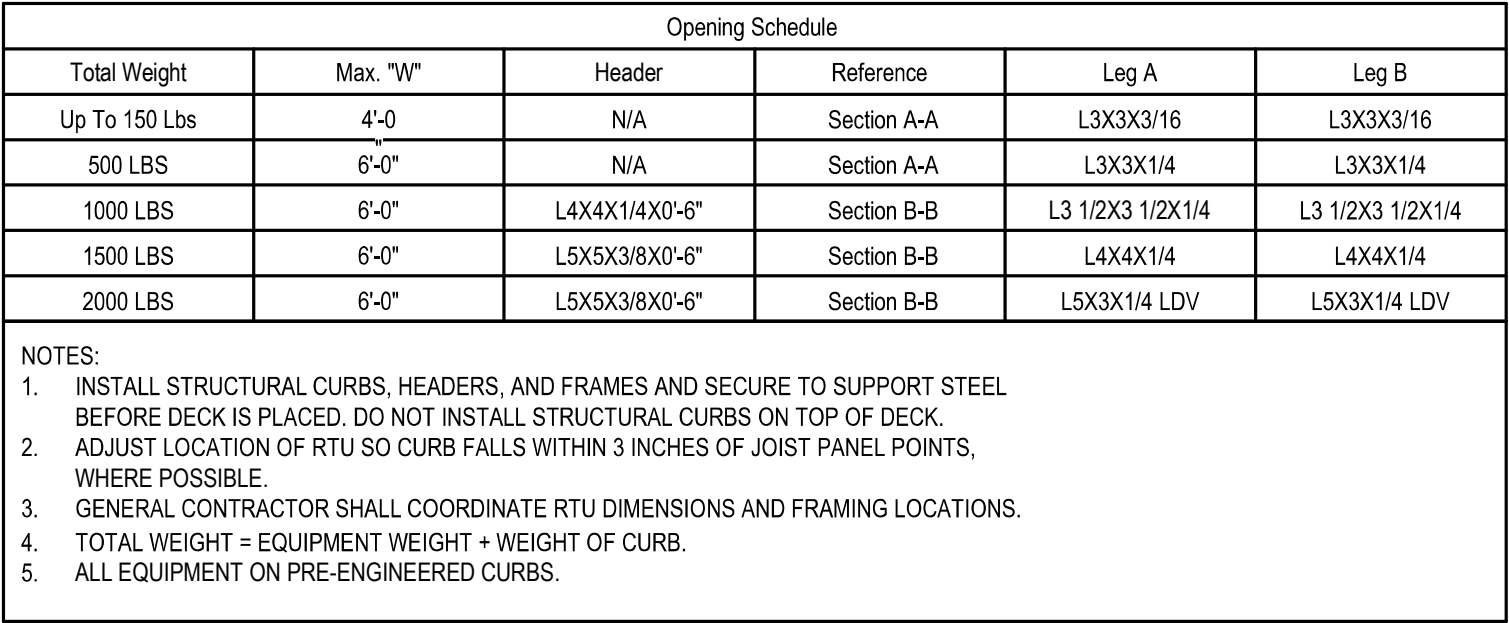 Opening Schedule
Total Weight Max. "W" Header Reference Leg A Leg B
Up To 150 Lbs 4'-0" N/A Section A-A L3X3X3/16 L3X3X3/16
500 LBS 6'-0" N/A Section A-A L3X3X1/4 L3X3X1/4
1000 LBS 6'-0" L4X4X1/4X0'-6" Section B-B L3 1/2X3 1/2X1/4 L3 1/2X3 1/2X1/4
1500 LBS 6'-0" L5X5X3/8X0'-6" Section B-B L4X4X1/4 L4X4X1/4
2000 LBS 6'-0" L5X5X3/8X0'-6" Section B-B L5X3X1/4 LDV L5X3X1/4 LDV
NOTES:
1. INSTALL STRUCTURAL CURBS, HEADERS, AND FRAMES AND SECURE TO SUPPORT STEEL
BEFORE DECK IS PLACED. DO NOT INSTALL STRUCTURAL CURBS ON TOP OF DECK.
2. ADJUST LOCATION OF RTU SO CURB FALLS WITHIN 3 INCHES OF JOIST PANEL POINTS,
WHERE POSSIBLE.
3. GENERAL CONTRACTOR SHALL COORDINATE RTU DIMENSIONS AND FRAMING LOCATIONS.
4. TOTAL WEIGHT = EQUIPMENT WEIGHT + WEIGHT OF CURB.
5. ALL EQUIPMENT ON PRE-ENGINEERED CURBS.